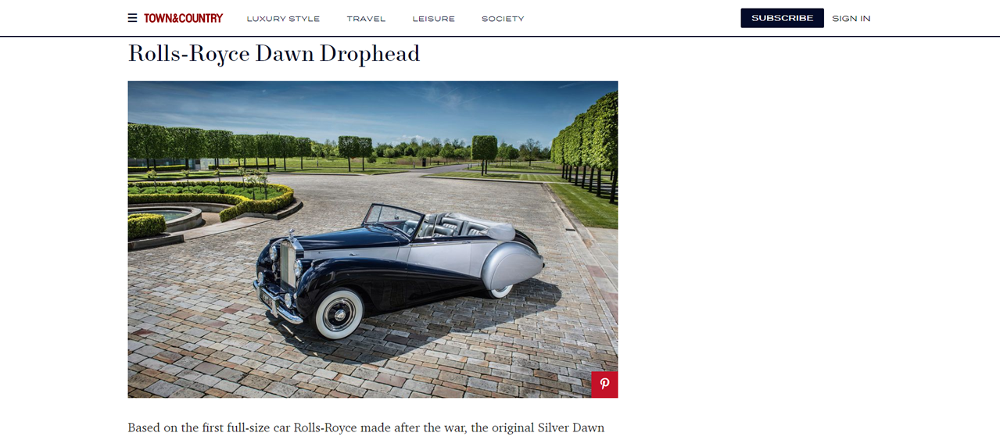 TOWN&COUNTRY
LUXURY STYLE
TRAVEL
LEISURE
SOCIETY
SUBSCRIBE
SIGN IN
Rolls-Royce Dawn Drophead
Based on the first full-size car Rolls-Royce made after the war, the original Silver Dawn